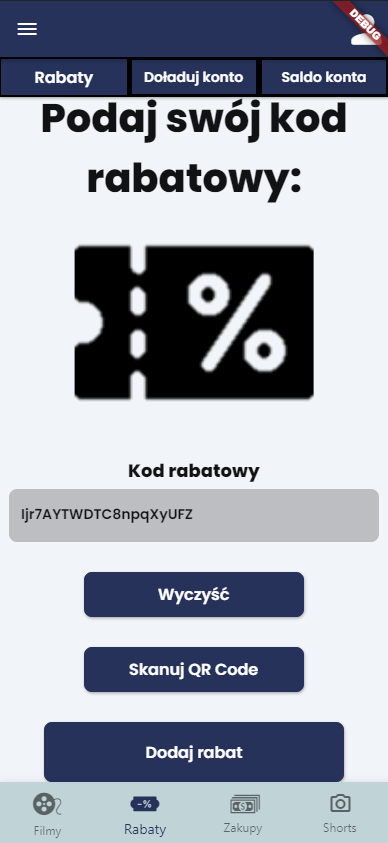 DEBUG
Rabaty
Doładuj konto
Saldo konta
Podaj swój kod
rabatowy:
%
Kod rabatowy
Ijr7AYTWDTC8npqXyUFZ
Wyczyść
Skanuj QR Code
Dodaj rabat
-%
$
Filmy
Rabaty
Zakupy
Shorts